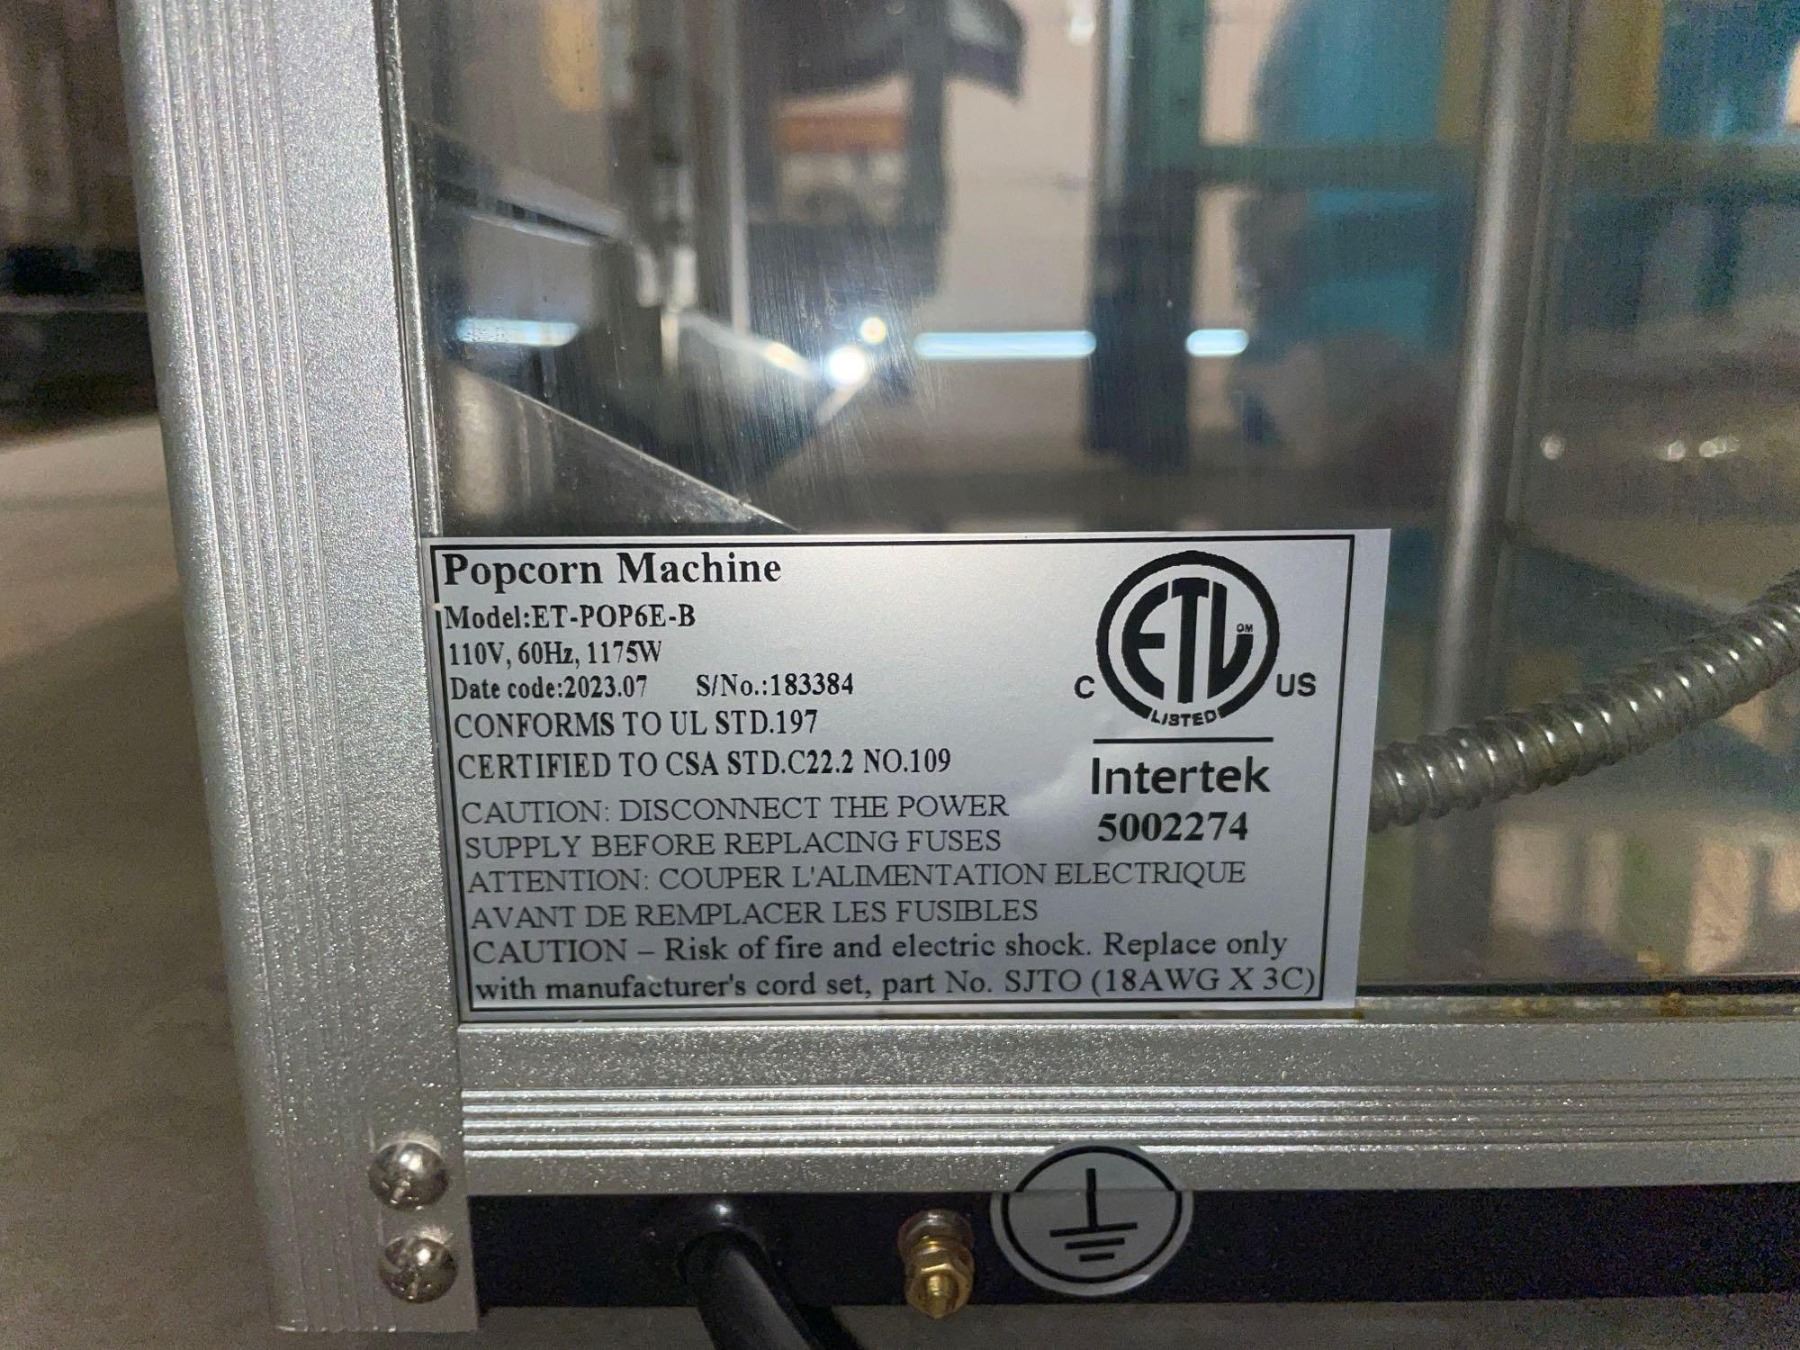 Popcorn Machine
Model:ET-POP6E-B
110V, 60Hz, 1175W
Date code:2023.07 S/No.:183384
CONFORMS TO UL STD.197
CERTIFIED TO CSA STD.C22.2 NO.109
CAUTION: DISCONNECT THE POWER
SUPPLY BEFORE REPLACING FUSES
ATTENTION: COUPER L'ALIMENTATION ELECTRIQUE
AVANT DE REMPLACER LES FUSIBLES
CAUTION – Risk of fire and electric shock. Replace only
with manufacturer's cord set, part No. SJTO (18AWG X 3C)
ETL
CM
C US
LISTED
Intertek
5002274